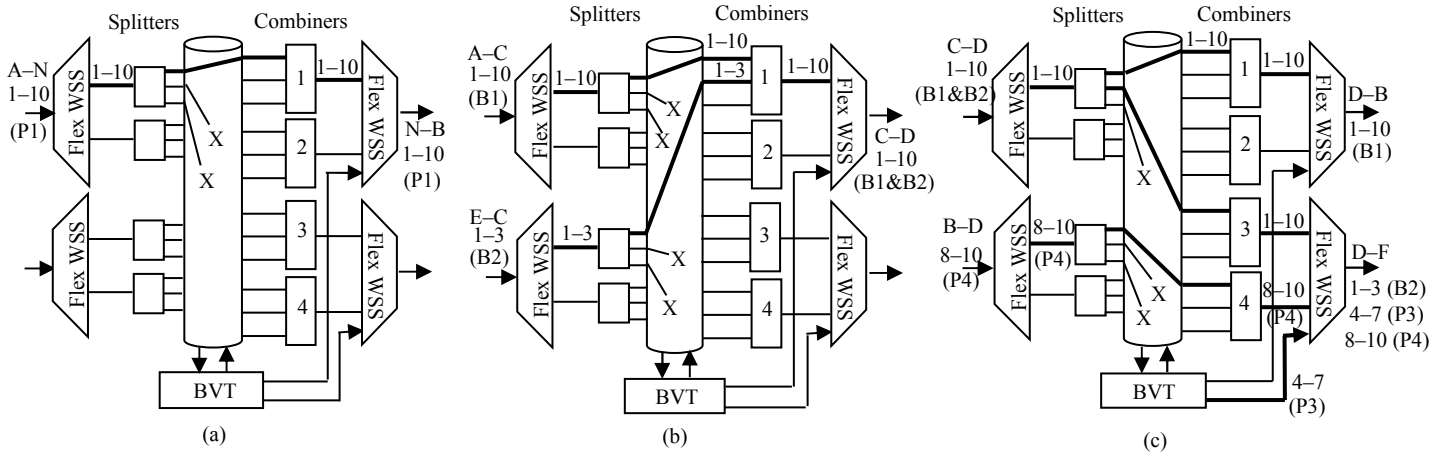 Splitters
Combiners
A–N
1–10
(P1)
Flex WSS
1–10
X
X
1
2
3
4
1–10
Flex WSS
N–B
1–10
(P1)
Flex WSS
Flex WSS
BVT
(a)
Splitters
Combiners
A–C
1–10
(B1)
Flex WSS
1–10
X
X
1–10
1–3
1
2
3
4
1–10
Flex WSS
C–D
1–10
(B1&B2)
E–C
1–3
(B2)
Flex WSS
1–3
X
X
Flex WSS
BVT
(b)
Splitters
Combiners
C–D
1–10
(B1&B2)
Flex WSS
1–10
X
1–10
1
2
3
4
1–10
Flex WSS
D–B
1–10
(B1)
B–D
8–10
(P4)
Flex WSS
8–10
(P4)
X
X
1–10
8–10
(P4)
Flex WSS
D–F
1–3 (B2)
4–7 (P3)
8–10 (P4)
BVT
4–7
(P3)
(c)